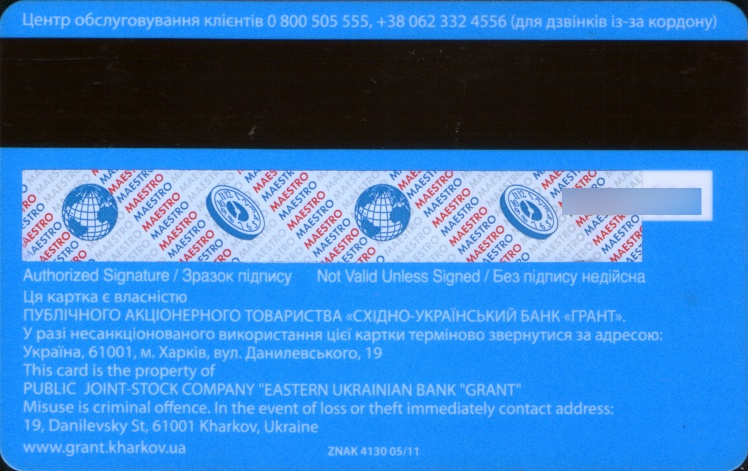 Центр обслуговування клієнтів 0 800 505 555, +38 062 332 4556 (для дзвінків із-за кордону)
MAESTRO MAESTRO MAESTRO MAESTRO
Authorized Signature / Зразок підпису Not Valid Unless Signed / Без підпису недійсна
Ця картка є власністю
ПУБЛІЧНОГО АКЦІОНЕРНОГО ТОВАРИСТВА «СХІДНО-УКРАЇНСЬКИЙ БАНК «ГРАНТ».
У разі несанкціонованого використання цієї картки терміново звернутися за адресою:
Україна, 61001, м. Харків, вул. Данилевського, 19
This card is the property of
PUBLIC JOINT-STOCK COMPANY "EASTERN UKRAINIAN BANK "GRANT"
Misuse is criminal offence. In the event of loss or theft immediately contact address:
19, Danilevsky St, 61001 Kharkov, Ukraine
www.grant.kharkov.ua ZNAK 4130 05/11